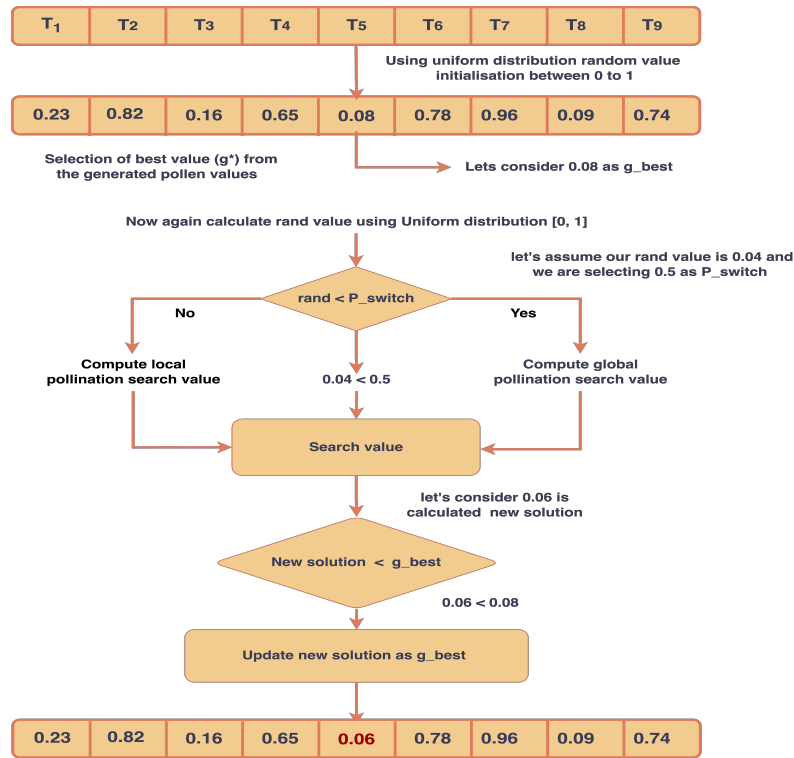 T1 T2 T3 T4 T5 T6 T7 T8 T9
Using uniform distribution random value
initialisation between 0 to 1
0.23 0.82 0.16 0.65 0.08 0.78 0.96 0.09 0.74
Selection of best value (g*) from
the generated pollen values
Lets consider 0.08 as g_best
Now again calculate rand value using Uniform distribution [0, 1]
let's assume our rand value is 0.04 and
we are selecting 0.5 as P_switch
rand < P_switch
No
Yes
Compute local
pollination search value
0.04 < 0.5
Compute global
pollination search value
Search value
let's consider 0.06 is
calculated new solution
New solution < g_best
0.06 < 0.08
Update new solution as g_best
0.23 0.82 0.16 0.65 0.06 0.78 0.96 0.09 0.74